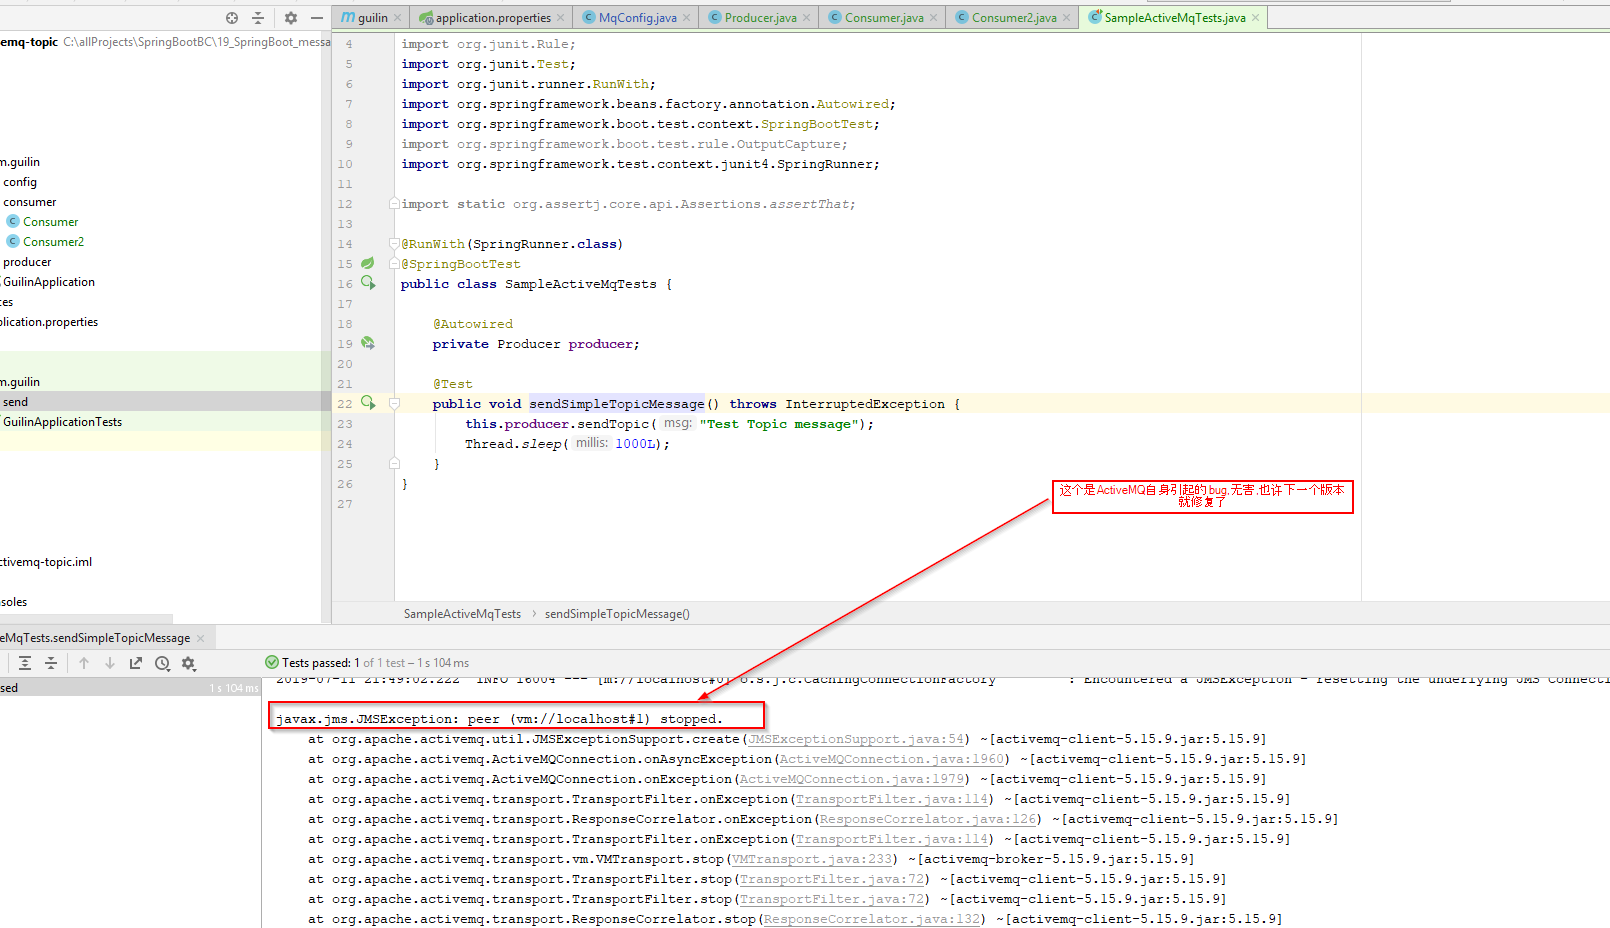 guilin
application.properties
MqConfig.java
Producer.java
Consumer.java
Consumer2.java
SampleActiveMqTests.java
emq-topic C:\allProjects\SpringBootBC\19_SpringBoot_messa
m.guilin
config
consumer
Consumer
Consumer2
producer
GuilinApplication
ces
plication.properties
m.guilin
send
GuilinApplicationTests
ctivemq-topic.iml
nsoles
4 import org.junit.Rule;
5 import org.junit.Test;
6 import org.junit.runner.RunWith;
7 import org.springframework.beans.factory.annotation.Autowired;
8 import org.springframework.boot.test.context.SpringBootTest;
9 import org.springframework.boot.test.rule.OutputCapture;
10 import org.springframework.test.context.junit4.SpringRunner;
11
12 import static org.assertj.core.api.Assertions.assertThat;
13
14 @RunWith(SpringRunner.class)
15 @SpringBootTest
16 public class SampleActiveMqTests {
17
18 @Autowired
19 private Producer producer;
20
21 @Test
22 public void sendSimpleTopicMessage() throws InterruptedException {
23 this.producer.sendTopic( msg: "Test Topic message");
24 Thread.sleep( millis: 1000L);
25 }
26 }
27
这个是ActiveMQ自身引起的bug,无害,也许下一个版本
就修复了
SampleActiveMqTests › sendSimpleTopicMessage()
eMqTests.sendSimpleTopicMessage
Tests passed: 1 of 1 test – 1 s 104 ms
sed 1 s 104 ms
2019-07-11 21:49:02.222 INFO 16004 --- [m://localhost#0] o.s.j.c.CachingConnectionFactory : Encountered a JMSException - resetting the underlying JMS Connecti
javax.jms.JMSException: peer (vm://localhost#1) stopped.
at org.apache.activemq.util.JMSExceptionSupport.create(JMSExceptionSupport.java:54) ~[activemq-client-5.15.9.jar:5.15.9]
at org.apache.activemq.ActiveMQConnection.onAsyncException(ActiveMQConnection.java:1960) ~[activemq-client-5.15.9.jar:5.15.9]
at org.apache.activemq.ActiveMQConnection.onException(ActiveMQConnection.java:1979) ~[activemq-client-5.15.9.jar:5.15.9]
at org.apache.activemq.transport.TransportFilter.onException(TransportFilter.java:114) ~[activemq-client-5.15.9.jar:5.15.9]
at org.apache.activemq.transport.ResponseCorrelator.onException(ResponseCorrelator.java:126) ~[activemq-client-5.15.9.jar:5.15.9]
at org.apache.activemq.transport.TransportFilter.onException(TransportFilter.java:114) ~[activemq-client-5.15.9.jar:5.15.9]
at org.apache.activemq.transport.vm.VMTransport.stop(VMTransport.java:233) ~[activemq-broker-5.15.9.jar:5.15.9]
at org.apache.activemq.transport.TransportFilter.stop(TransportFilter.java:72) ~[activemq-client-5.15.9.jar:5.15.9]
at org.apache.activemq.transport.TransportFilter.stop(TransportFilter.java:72) ~[activemq-client-5.15.9.jar:5.15.9]
at org.apache.activemq.transport.ResponseCorrelator.stop(ResponseCorrelator.java:132) ~[activemq-client-5.15.9.jar:5.15.9]